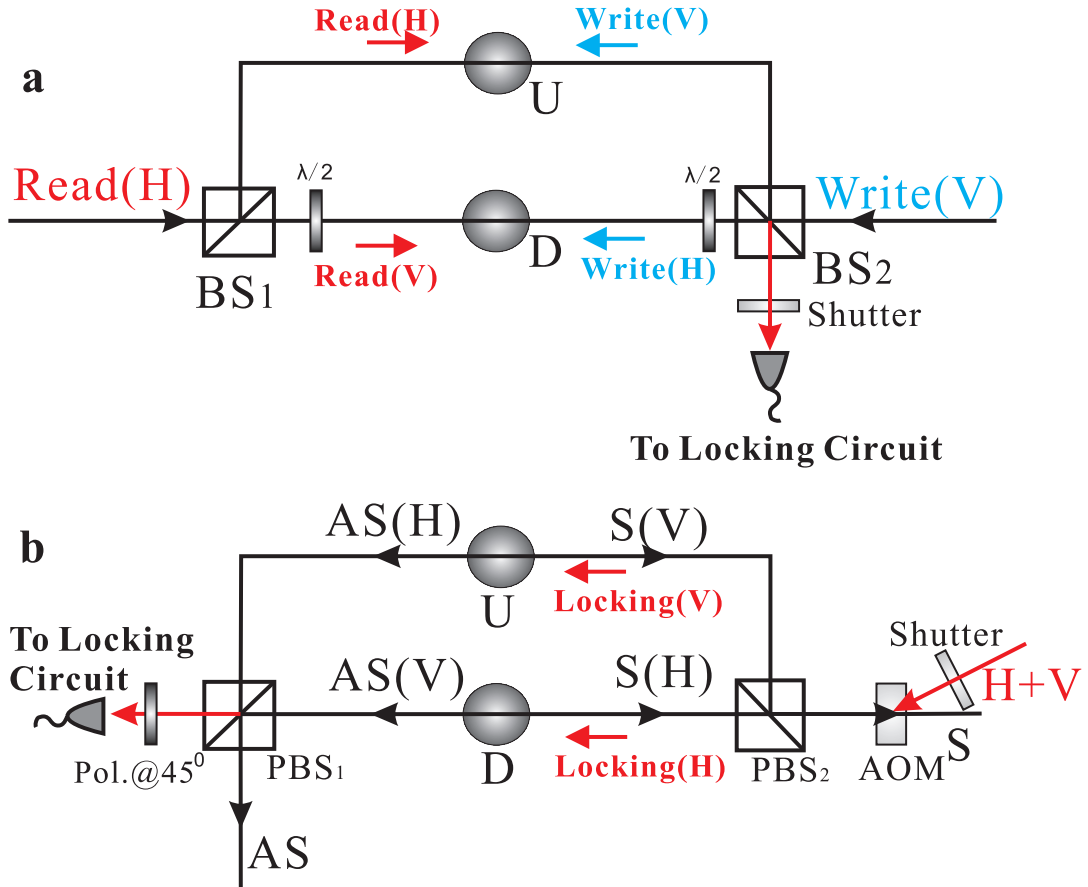 a
Read(H)
Write(V)
U
Read(H)
λ/2
λ/2
Write(V)
D
BS1
Read(V)
Write(H)
BS2
Shutter
To Locking Circuit
b
AS(H)
S(V)
U
Locking(V)
To Locking
Circuit
AS(V)
S(H)
Shutter
H+V
Pol.@45⁰
PBS1
D
Locking(H)
PBS2
AOM
S
AS